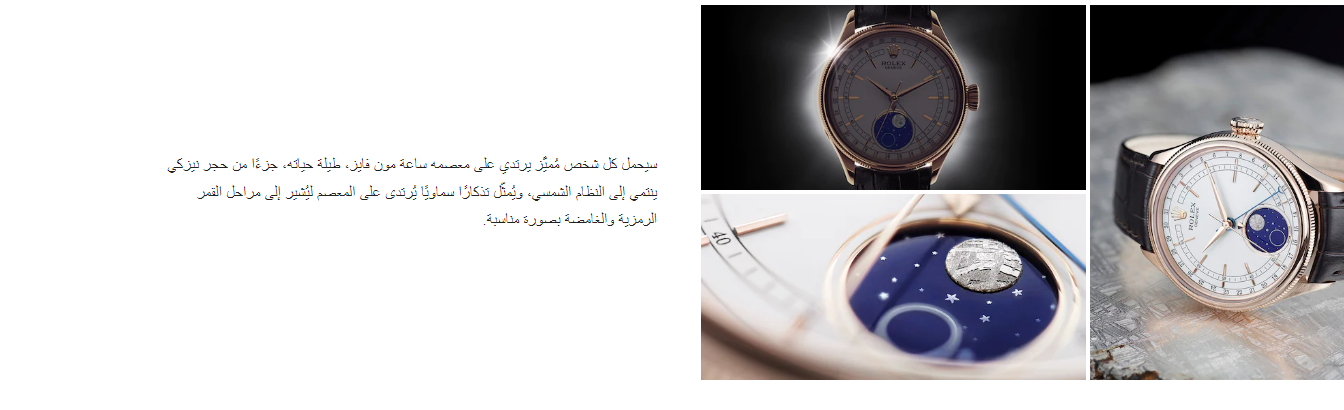 سيحمل كل شخص مُميَّز يرتدي على معصمه ساعة مون فايز، طيلة حياته، جزءًا من حجر نيزكي
ينتمي إلى النظام الشمسي، ويُمثّل تذكارًا سماويًا يُرتدى على المعصم ليُشير إلى مراحل القمر
الرمزية والغامضة بصورة مناسبة.
ROLEX
GENEVE
40
ROLEX
GENEVE